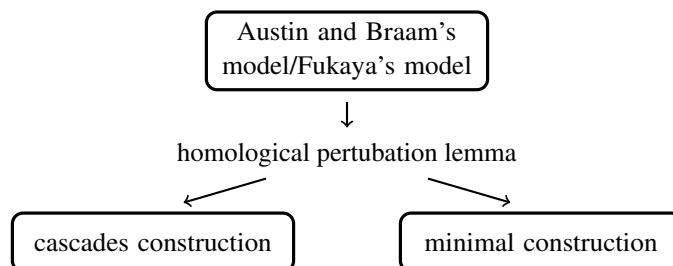 Austin and Braam's
model/Fukaya's model
homological pertubation lemma
cascades construction
minimal construction